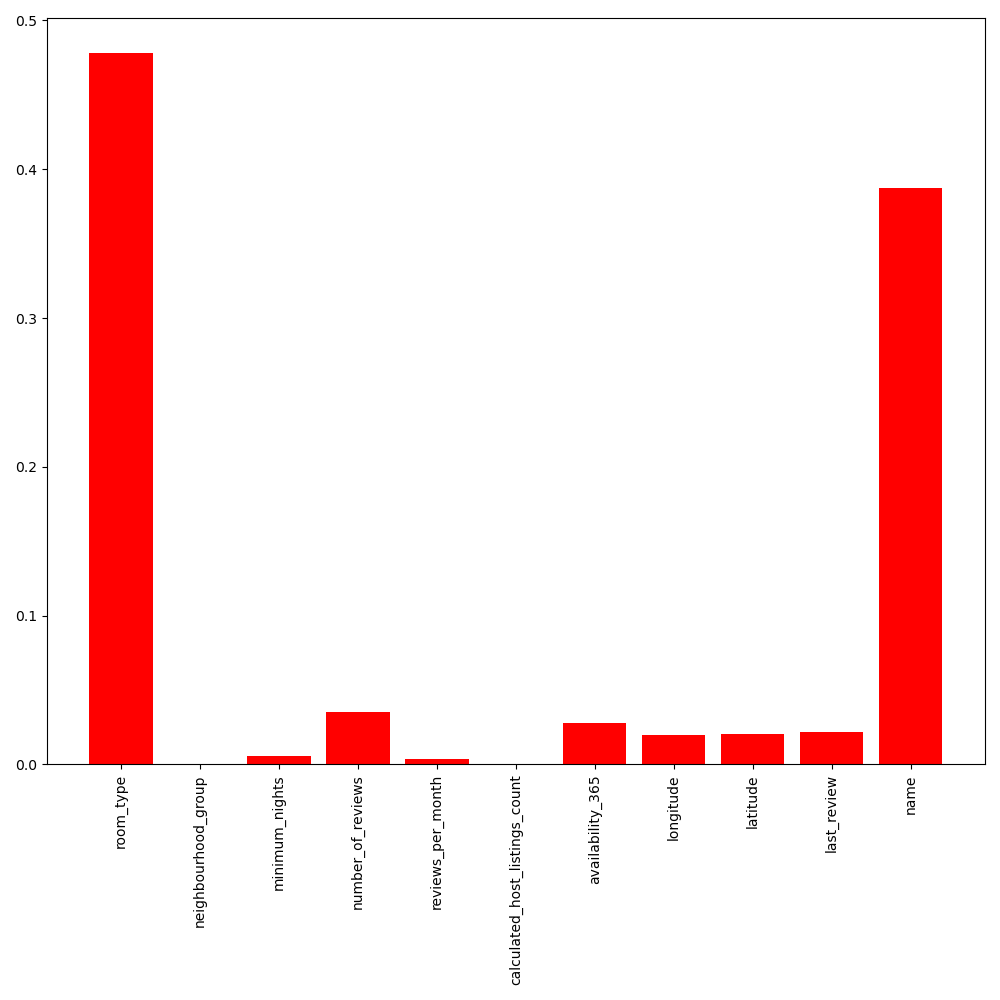 0.5
0.4
0.3
0.2
0.1
0.0
room_type
neighbourhood_group
minimum_nights
number_of_reviews
reviews_per_month
calculated_host_listings_count
availability_365
longitude
latitude
last_review
name